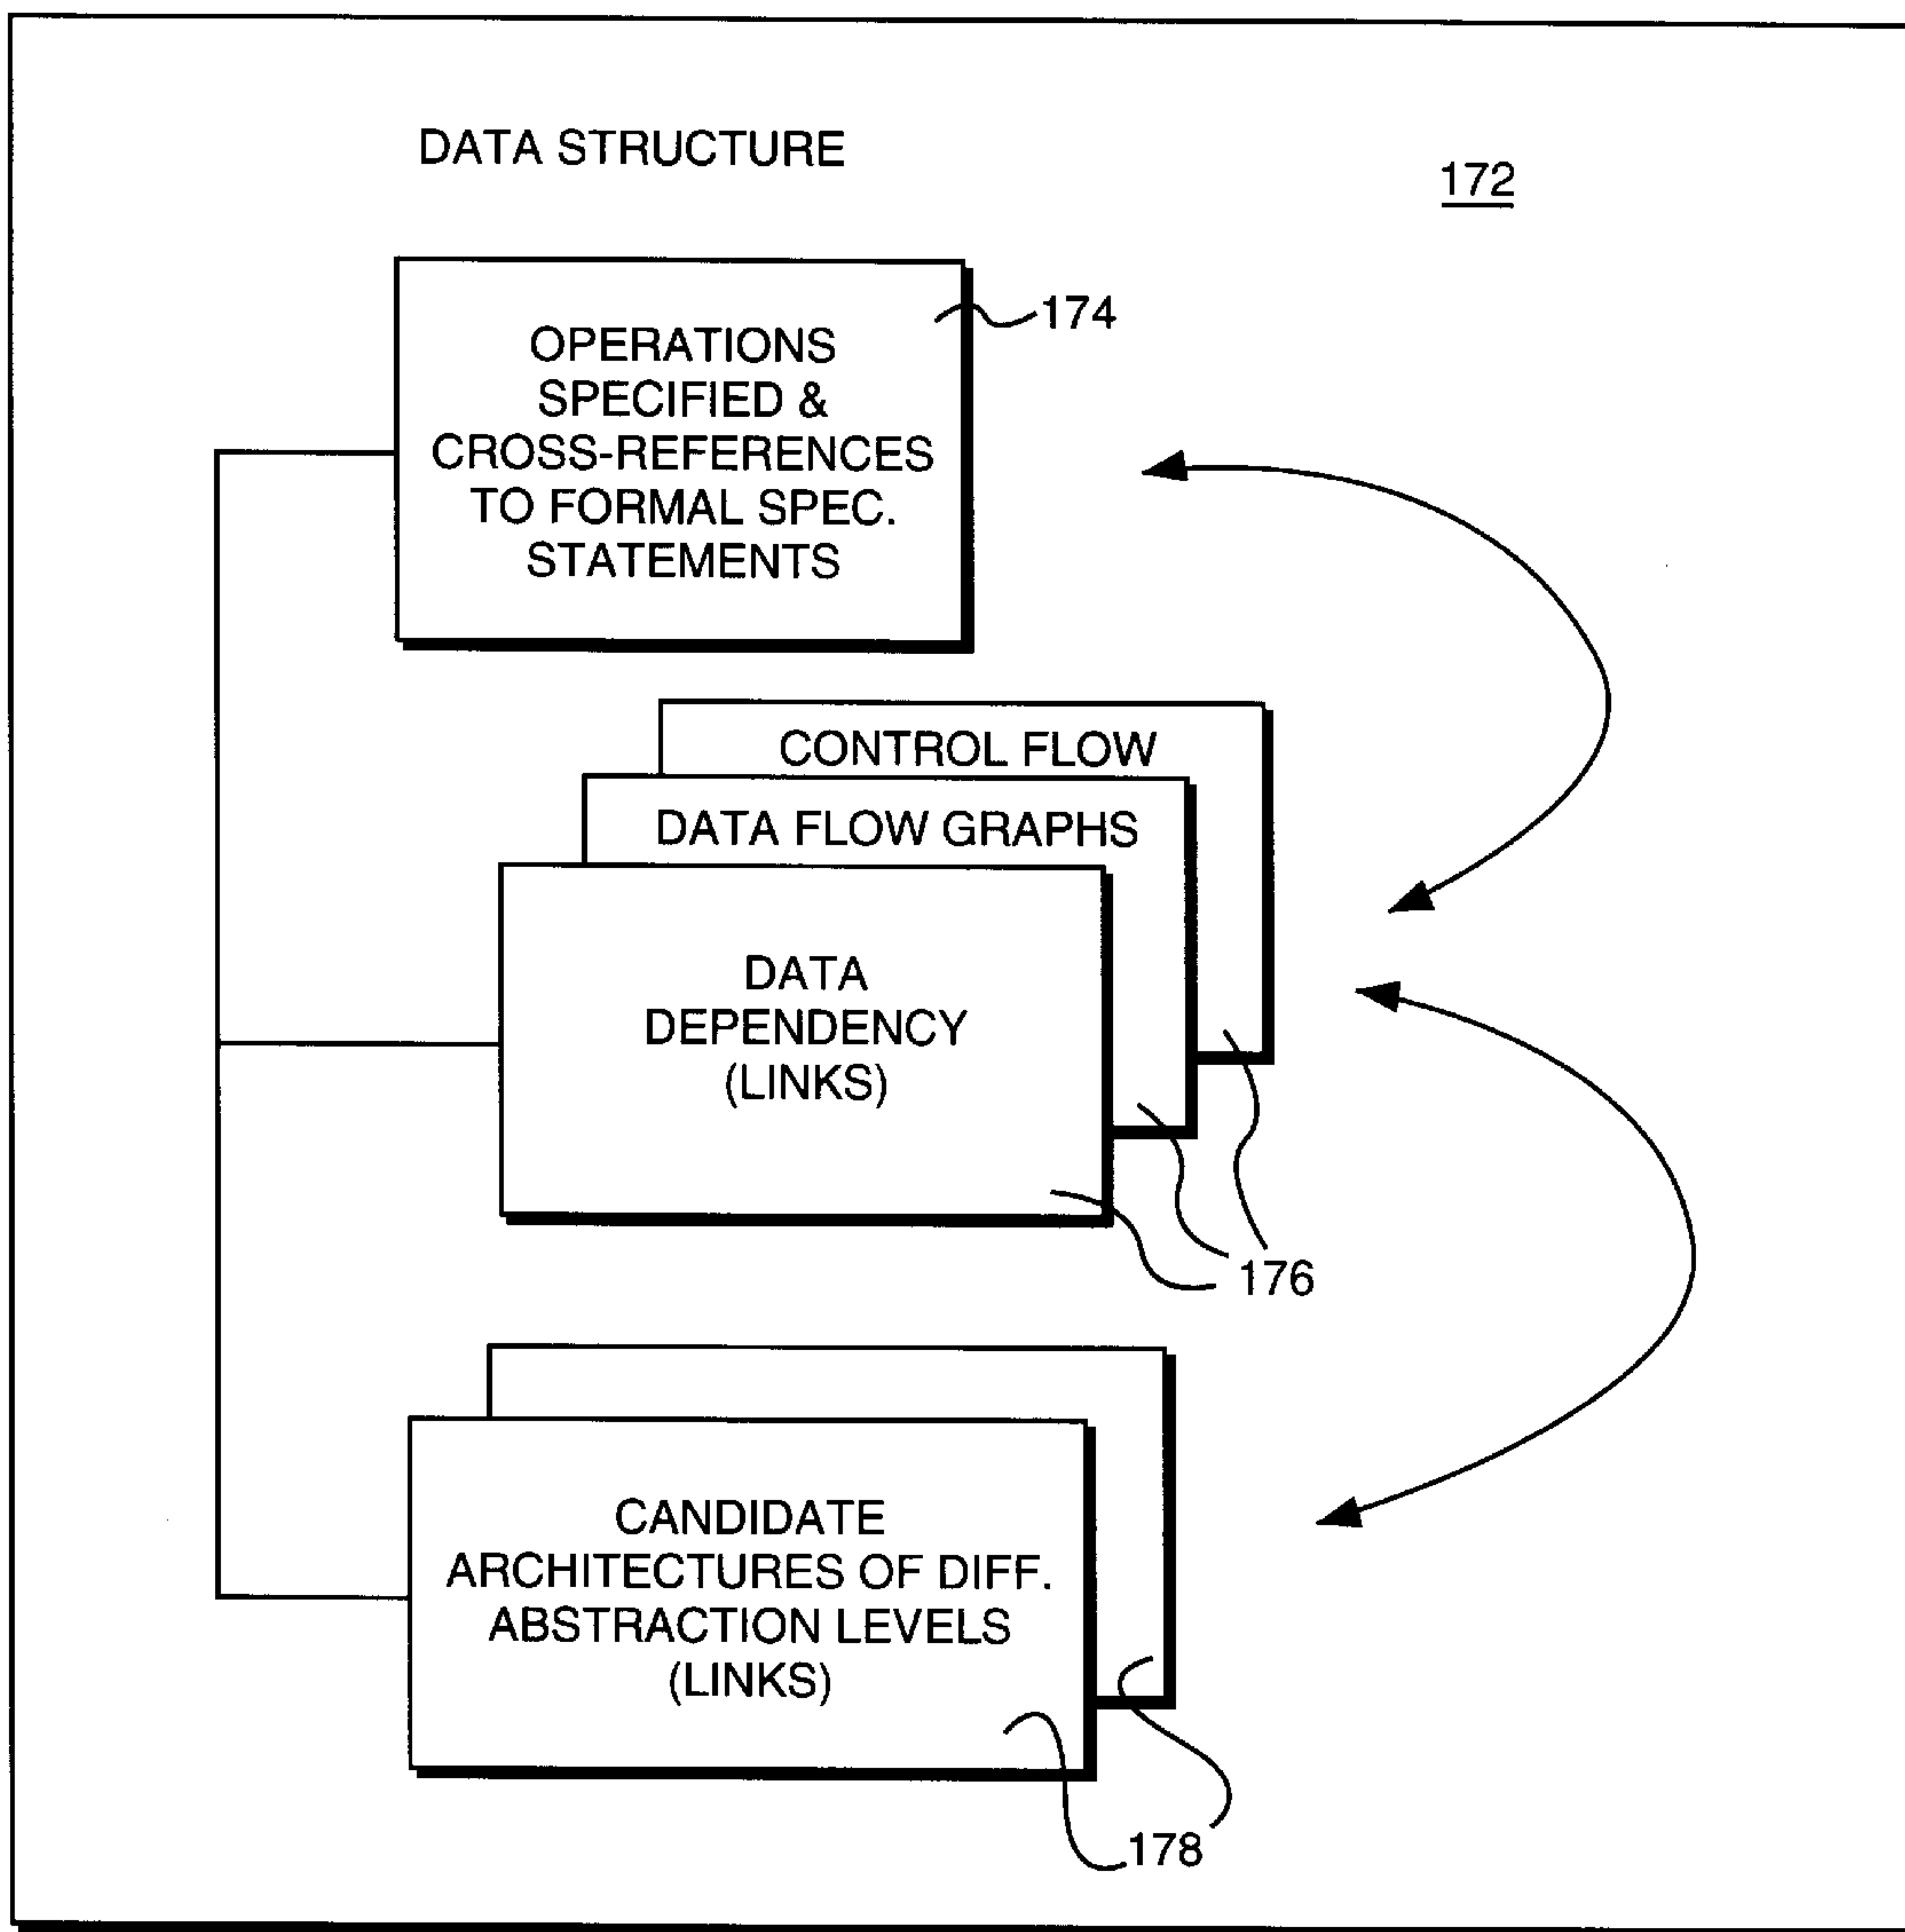 DATA STRUCTURE
172
174
OPERATIONS
SPECIFIED &
CROSS-REFERENCES
TO FORMAL SPEC.
STATEMENTS
CONTROL FLOW
DATA FLOW GRAPHS
DATA
DEPENDENCY
(LINKS)
176
CANDIDATE
ARCHITECTURES OF DIFF.
ABSTRACTION LEVELS
(LINKS)
178